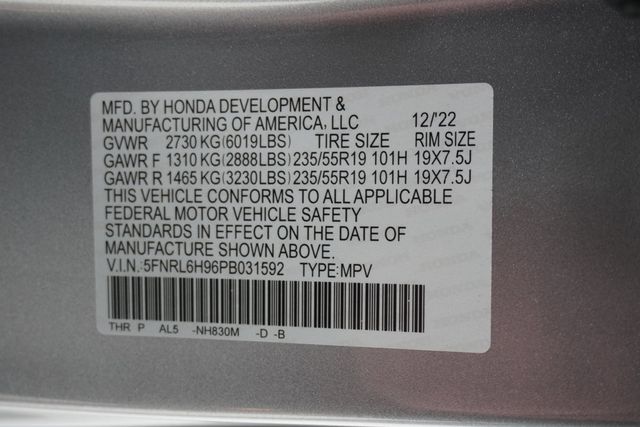 MFD. BY HONDA DEVELOPMENT &
MANUFACTURING OF AMERICA, LLC 12/'22
GVWR 2730 KG(6019LBS) TIRE SIZE RIM SIZE
GAWR F 1310 KG(2888LBS) 235/55R19 101H 19X7.5J
GAWR R 1465 KG(3230LBS) 235/55R19 101H 19X7.5J
THIS VEHICLE CONFORMS TO ALL APPLICABLE
FEDERAL MOTOR VEHICLE SAFETY
STANDARDS IN EFFECT ON THE DATE OF
MANUFACTURE SHOWN ABOVE.
V.I.N.:5FNRL6H96PB031592 TYPE:MPV
THR P AL5 -NH830M -D -B